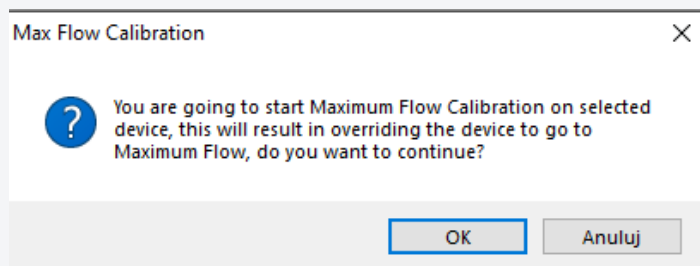 Max Flow Calibration
You are going to start Maximum Flow Calibration on selected
device, this will result in overriding the device to go to
Maximum Flow, do you want to continue?
OK
Anuluj